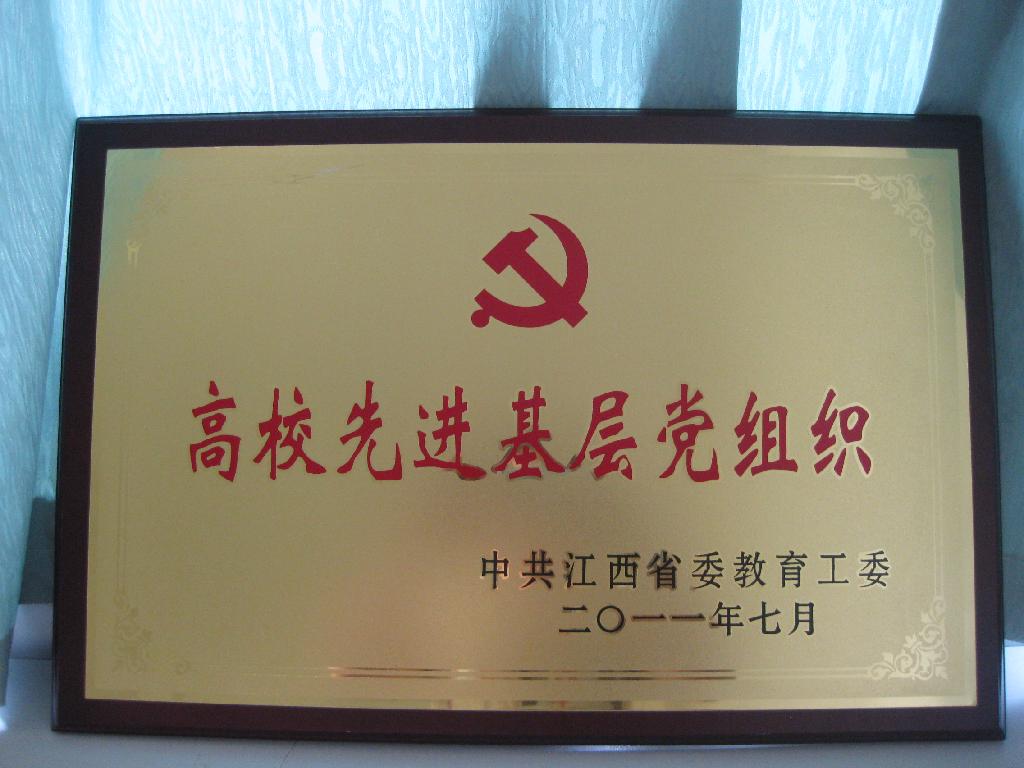 高校先进基层党组织
中共江西省委教育工委
二〇一一年七月